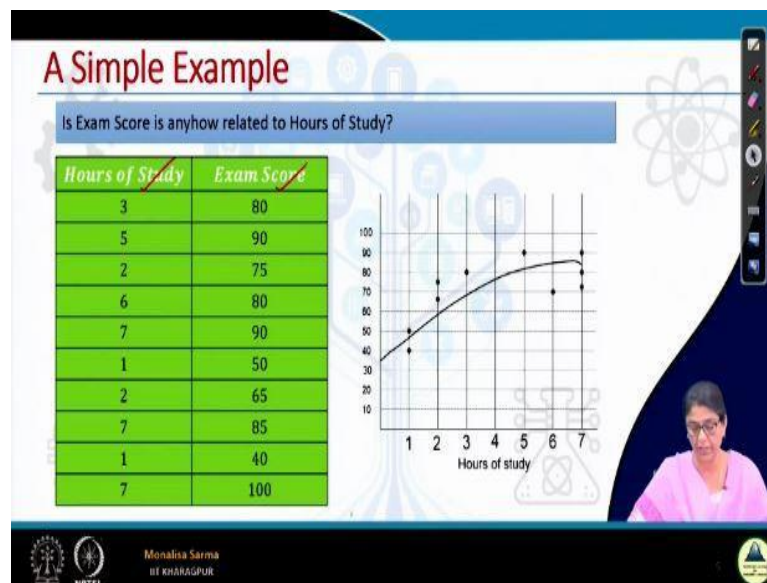 A Simple Example
Is Exam Score is anyhow related to Hours of Study?
Hours of Study Exam Score
3 80
5 90
2 75
6 80
7 90
1 50
2 65
7 85
1 40
7 100
100
90
80
70
60
50
40
30
20
10
1 2 3 4 5 6 7
Hours of study
Monalisa Sarma
IIT KHARAGPUR
NPTEL
5